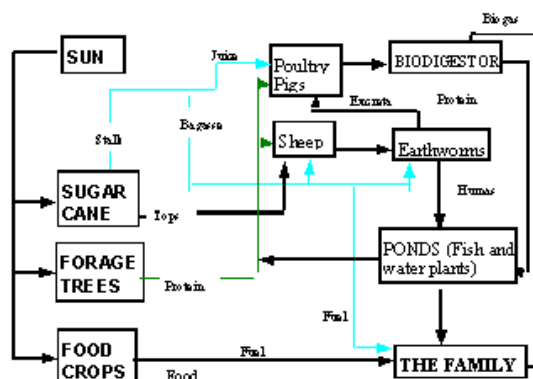 Biogas
SUN
Juice
Poultry
Pigs
BIODIGESTOR
Excreta
Protein
Bagasse
Stalk
Sheep
Earthworms
SUGAR
CANE
Tops
Humus
FORAGE
TREES
Protein
PONDS (Fish and
water plants)
Fuel
FOOD
CROPS
Fuel
Food
THE FAMILY